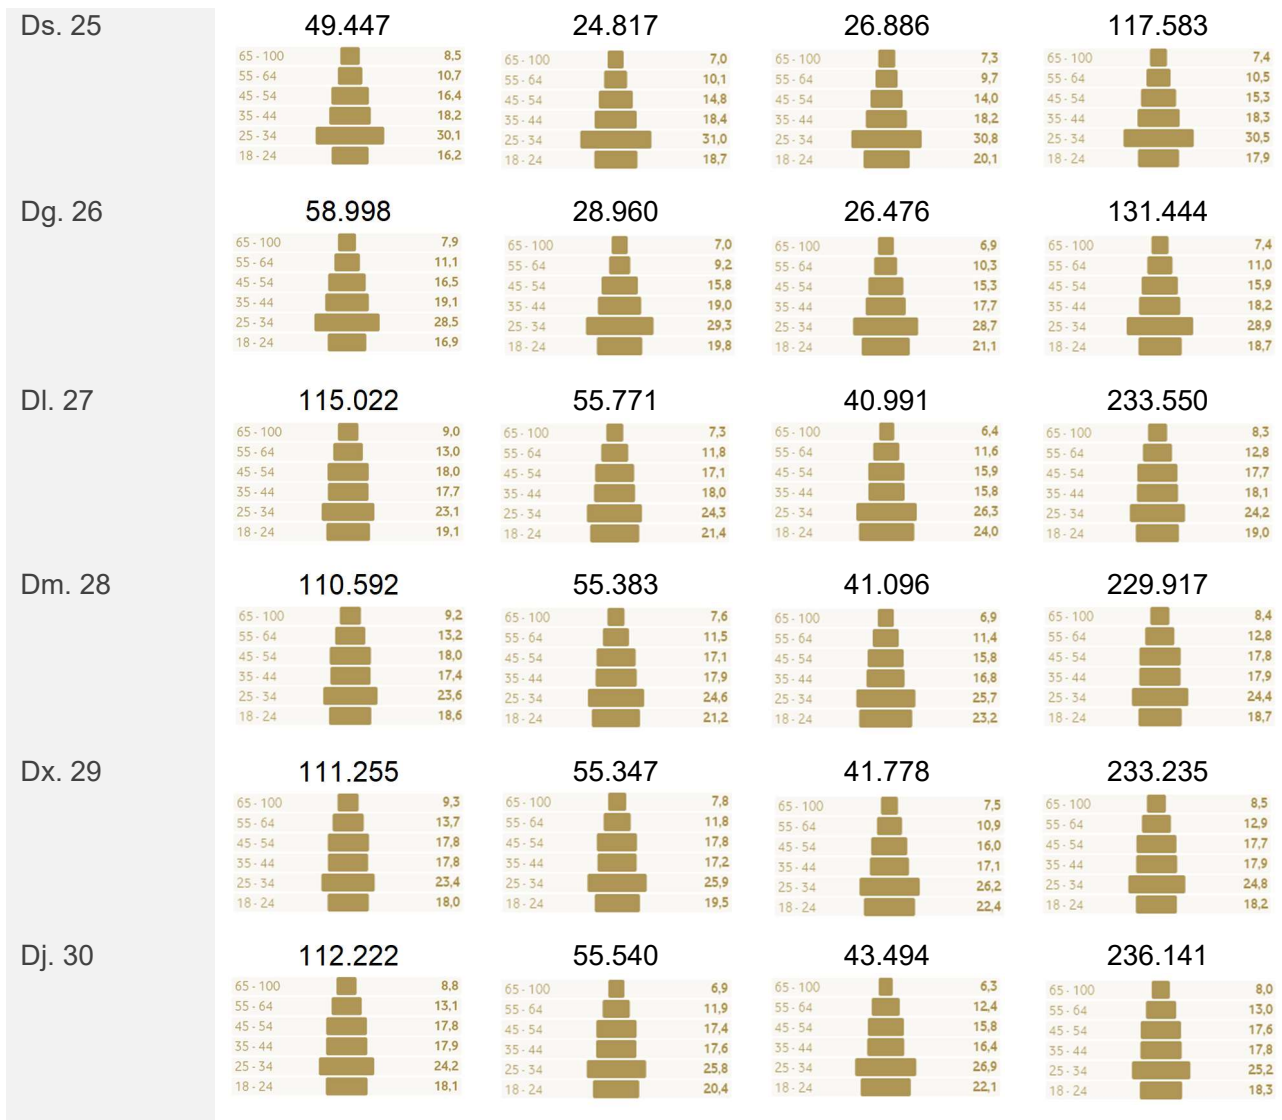 Ds. 25 49.447 24.817 26.886 117.583
65 - 100 8,5 65 - 100 7,0 65 - 100 7,3 65 - 100 7,4
55 - 64 10,7 55 - 64 10,1 55 - 64 9,7 55 - 64 10,5
45 - 54 16,4 45 - 54 14,8 45 - 54 14,0 45 - 54 15,3
35 - 44 18,2 35 - 44 18,4 35 - 44 18,2 35 - 44 18,3
25 - 34 30,1 25 - 34 31,0 25 - 34 30,8 25 - 34 30,5
18 - 24 16,2 18 - 24 18,7 18 - 24 20,1 18 - 24 17,9
Dg. 26 58.998 28.960 26.476 131.444
65 - 100 7,9 65 - 100 7,0 65 - 100 6,9 65 - 100 7,4
55 - 64 11,1 55 - 64 9,2 55 - 64 10,3 55 - 64 11,0
45 - 54 16,5 45 - 54 15,8 45 - 54 15,3 45 - 54 15,9
35 - 44 19,1 35 - 44 19,0 35 - 44 17,7 35 - 44 18,2
25 - 34 28,5 25 - 34 29,3 25 - 34 28,7 25 - 34 28,9
18 - 24 16,9 18 - 24 19,8 18 - 24 21,1 18 - 24 18,7
Dl. 27 115.022 55.771 40.991 233.550
65 - 100 9,0 65 - 100 7,3 65 - 100 6,4 65 - 100 8,3
55 - 64 13,0 55 - 64 11,8 55 - 64 11,6 55 - 64 12,8
45 - 54 18,0 45 - 54 17,1 45 - 54 15,9 45 - 54 17,7
35 - 44 17,7 35 - 44 18,0 35 - 44 15,8 35 - 44 18,1
25 - 34 23,1 25 - 34 24,3 25 - 34 26,3 25 - 34 24,2
18 - 24 19,1 18 - 24 21,4 18 - 24 24,0 18 - 24 19,0
Dm. 28 110.592 55.383 41.096 229.917
65 - 100 9,2 65 - 100 7,6 65 - 100 6,9 65 - 100 8,4
55 - 64 13,2 55 - 64 11,5 55 - 64 11,4 55 - 64 12,8
45 - 54 18,0 45 - 54 17,1 45 - 54 15,8 45 - 54 17,8
35 - 44 17,4 35 - 44 17,9 35 - 44 16,8 35 - 44 17,9
25 - 34 23,6 25 - 34 24,6 25 - 34 25,7 25 - 34 24,4
18 - 24 18,6 18 - 24 21,2 18 - 24 23,2 18 - 24 18,7
Dx. 29 111.255 55.347 41.778 233.235
65 - 100 9,3 65 - 100 7,8 65 - 100 7,5 65 - 100 8,5
55 - 64 13,7 55 - 64 11,8 55 - 64 10,9 55 - 64 12,9
45 - 54 17,8 45 - 54 17,8 45 - 54 16,0 45 - 54 17,7
35 - 44 17,8 35 - 44 17,2 35 - 44 17,1 35 - 44 17,9
25 - 34 23,4 25 - 34 25,9 25 - 34 26,2 25 - 34 24,8
18 - 24 18,0 18 - 24 19,5 18 - 24 22,4 18 - 24 18,2
Dj. 30 112.222 55.540 43.494 236.141
65 - 100 8,8 65 - 100 6,9 65 - 100 6,3 65 - 100 8,0
55 - 64 13,1 55 - 64 11,9 55 - 64 12,4 55 - 64 13,0
45 - 54 17,8 45 - 54 17,4 45 - 54 15,8 45 - 54 17,6
35 - 44 17,9 35 - 44 17,6 35 - 44 16,4 35 - 44 17,8
25 - 34 24,2 25 - 34 25,8 25 - 34 26,9 25 - 34 25,2
18 - 24 18,1 18 - 24 20,4 18 - 24 22,1 18 - 24 18,3